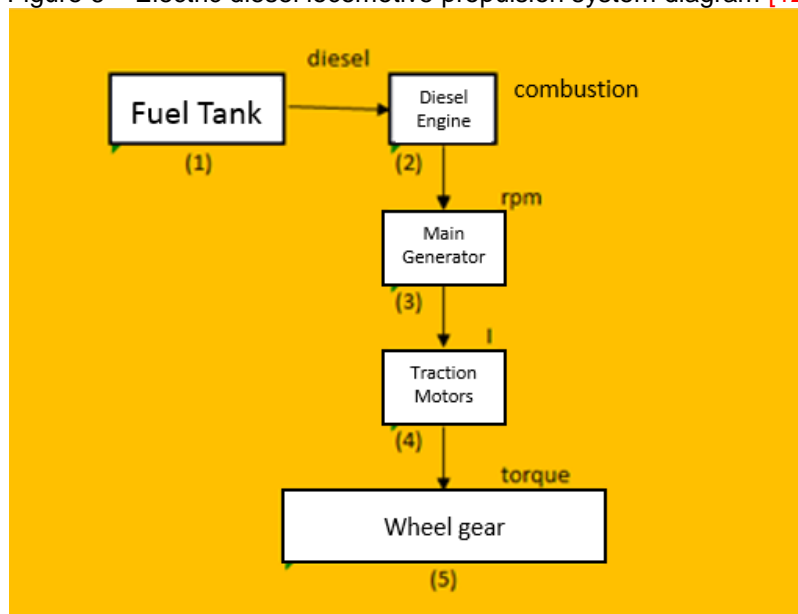 diesel
Fuel Tank
Diesel
Engine
combustion
(1)
(2)
rpm
Main
Generator
(3)
I
Traction
Motors
(4)
torque
Wheel gear
(5)